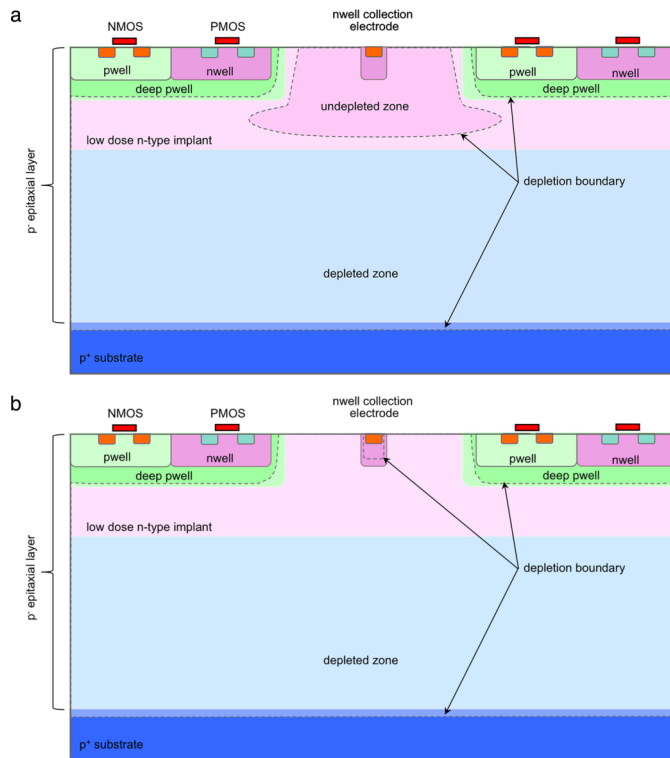 a
NMOS
PMOS
nwell collection
electrode
pwell
nwell
pwell
nwell
deep pwell
deep pwell
undepleted zone
low dose n-type implant
p⁻ epitaxial layer
depletion boundary
depleted zone
p⁺ substrate
b
NMOS
PMOS
nwell collection
electrode
pwell
nwell
pwell
nwell
deep pwell
deep pwell
low dose n-type implant
p⁻ epitaxial layer
depletion boundary
depleted zone
p⁺ substrate